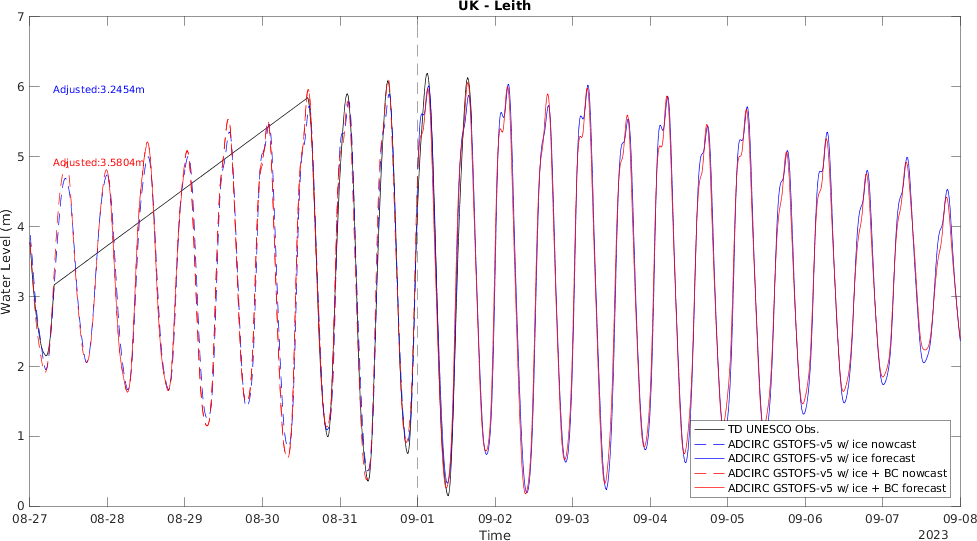 UK - Leith
Water Level (m)
7
6
5
4
3
2
1
0
Adjusted:3.2454m
Adjusted:3.5804m
TD UNESCO Obs.
ADCIRC GSTOFS-v5 w/ ice nowcast
ADCIRC GSTOFS-v5 w/ ice forecast
ADCIRC GSTOFS-v5 w/ ice + BC nowcast
ADCIRC GSTOFS-v5 w/ ice + BC forecast
08-27 08-28 08-29 08-30 08-31 09-01 09-02 09-03 09-04 09-05 09-06 09-07 09-08
Time
2023